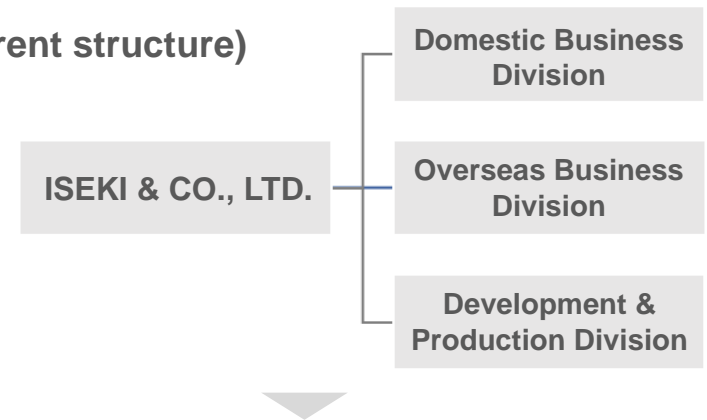 rent structure)
Domestic Business
Division
ISEKI & CO., LTD.
Overseas Business
Division
Development &
Production Division